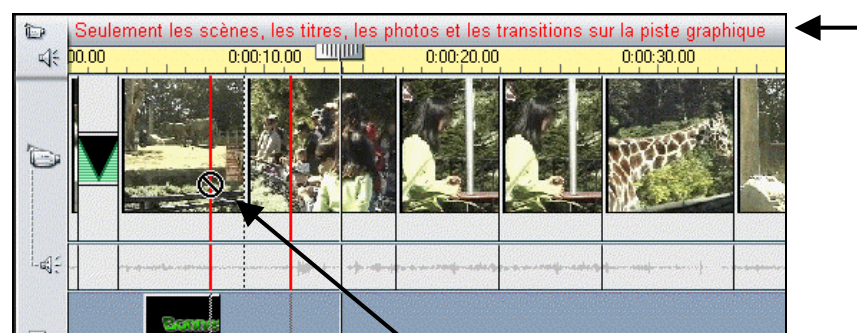 Seulement les scènes, les titres, les photos et les transitions sur la piste graphique
00.00 0:00:10.00 0:00:20.00 0:00:30.00